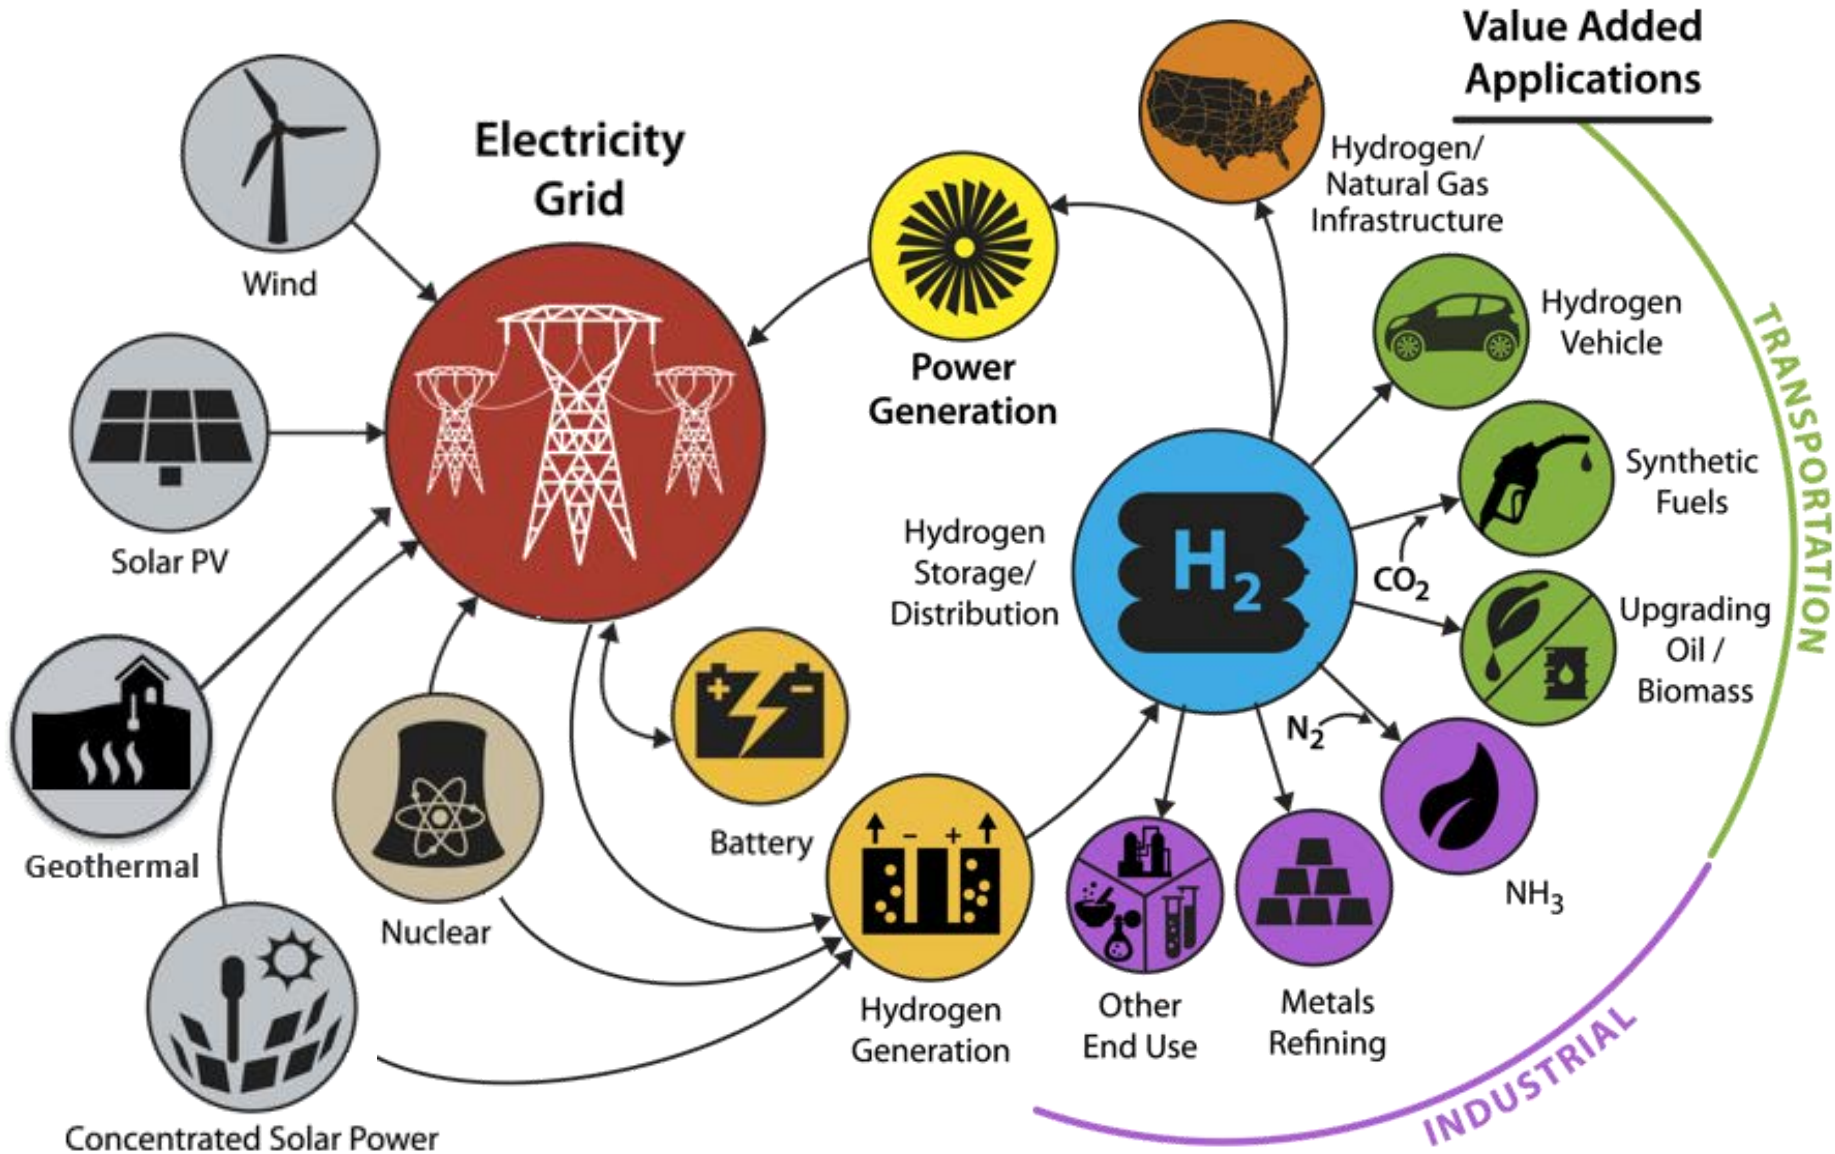 Value Added
Applications
Electricity
Grid
Wind
Hydrogen/
Natural Gas
Infrastructure
Hydrogen
Vehicle
TRANSPORTATION
Power
Generation
Synthetic
Fuels
Solar PV
Hydrogen
Storage/
Distribution
H2
CO2
Upgrading
Oil /
Biomass
+ -
N2
Geothermal
Battery
- +
Nuclear
NH3
Hydrogen
Generation
Other
End Use
Metals
Refining
INDUSTRIAL
Concentrated Solar Power